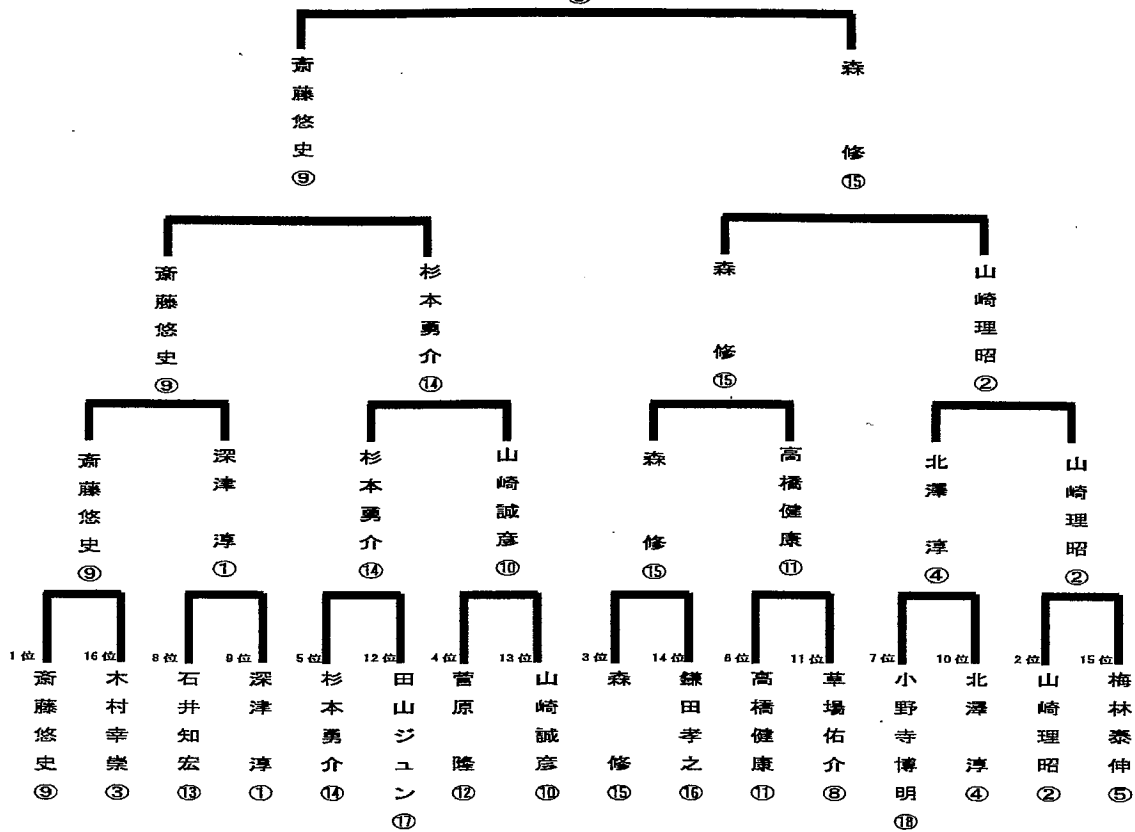 斎藤悠史⑨
森 修⑮
斎藤悠史⑨
杉本勇介⑭
森 修⑮
山崎理昭②
斎藤悠史⑨
深津 淳①
杉本勇介⑭
山崎誠彦⑩
森 修⑮
高橋健康⑪
北澤 淳④
山崎理昭②
1位
斎藤悠史⑨
16位
木村幸崇③
8位
石井知宏⑬
9位
深津 淳①
5位
杉本勇介⑭
12位
田山ジュン⑰
4位
菅原 隆⑫
13位
山崎誠彦⑩
3位
森 修⑮
14位
鎌田孝之⑯
6位
高橋健康⑪
11位
草場佑介⑧
7位
小野寺博明⑱
10位
北澤 淳④
2位
山崎理昭②
15位
梅林泰伸⑤